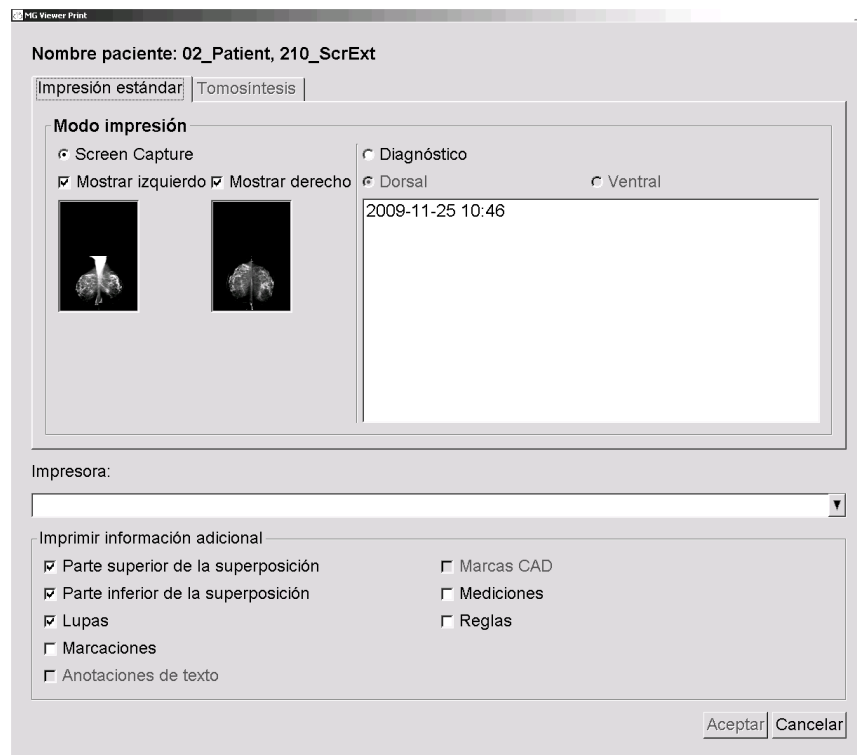 MG Viewer Print
Nombre paciente: 02_Patient, 210_ScrExt
Impresión estándar Tomosíntesis
Modo impresión
Screen Capture Diagnóstico
Mostrar izquierdo Mostrar derecho Dorsal Ventral
2009-11-25 10:46
Impresora:
Imprimir información adicional
Parte superior de la superposición Marcas CAD
Parte inferior de la superposición Mediciones
Lupas Reglas
Marcaciones
Anotaciones de texto
Aceptar Cancelar